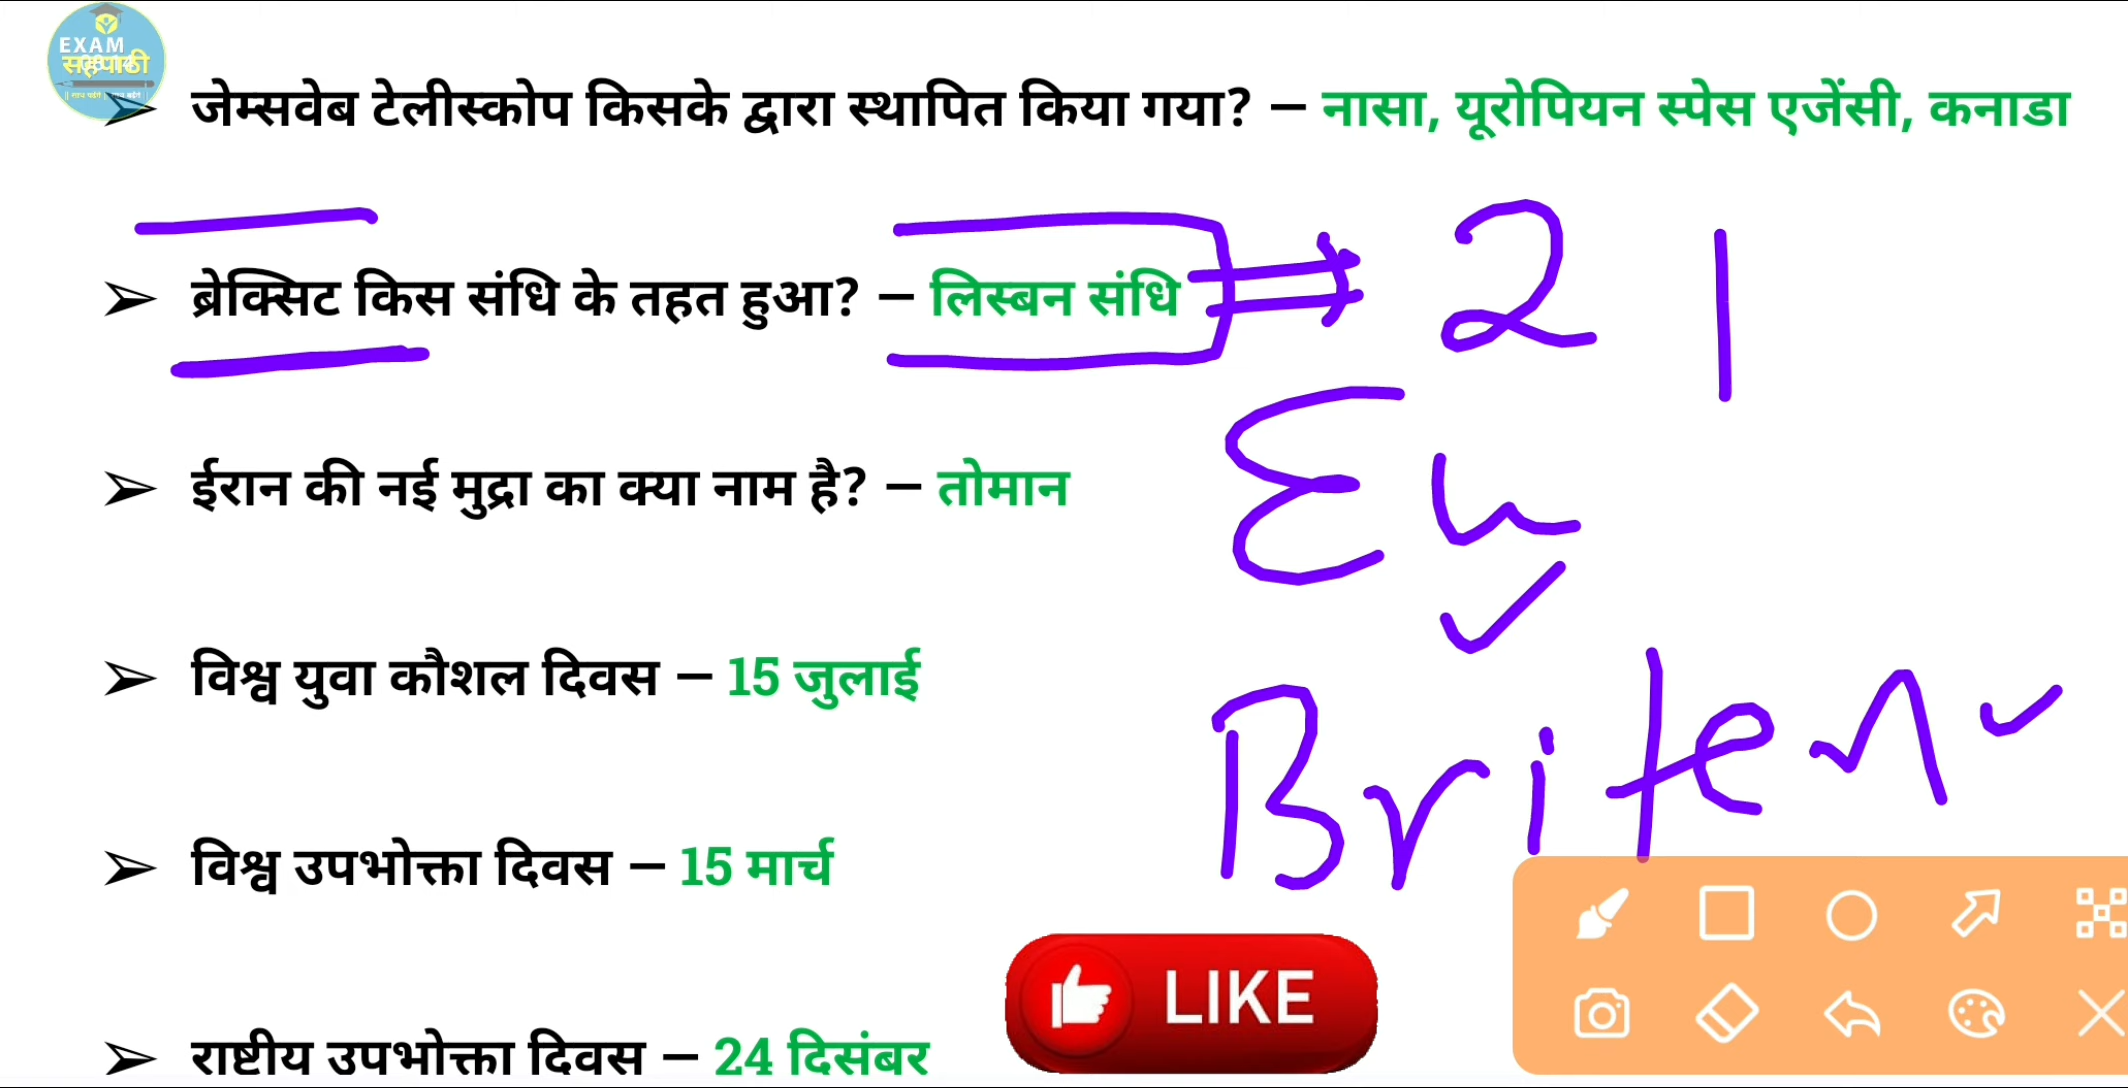 EXAM
सहपाठी
जेम्सवेब टेलीस्कोप किसके द्वारा स्थापित किया गया? – नासा, यूरोपियन स्पेस एजेंसी, कनाडा
ब्रेक्सिट किस संधि के तहत हुआ? – लिस्बन संधि
21
Eu
ईरान की नई मुद्रा का क्या नाम है? – तोमान
विश्व युवा कौशल दिवस – 15 जुलाई
Briten
विश्व उपभोक्ता दिवस – 15 मार्च
LIKE
राष्टीय उपभोक्ता दिवस – 24 दिसंबर